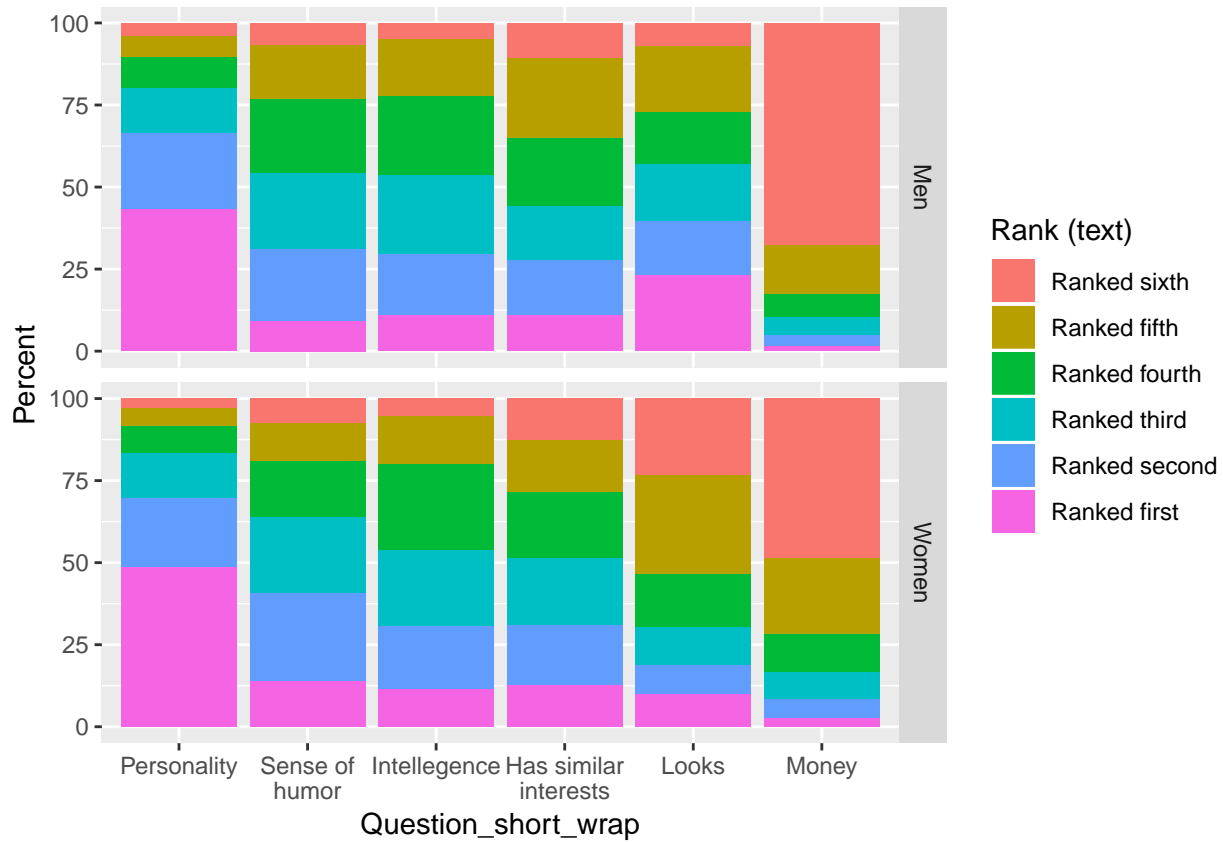 100
75
50
25
0
Men
100
75
50
25
0
Women
Percent
Personality
Sense of
humor
Intellegence
Has similar
interests
Looks
Money
Question_short_wrap
Rank (text)
Ranked sixth
Ranked fifth
Ranked fourth
Ranked third
Ranked second
Ranked first